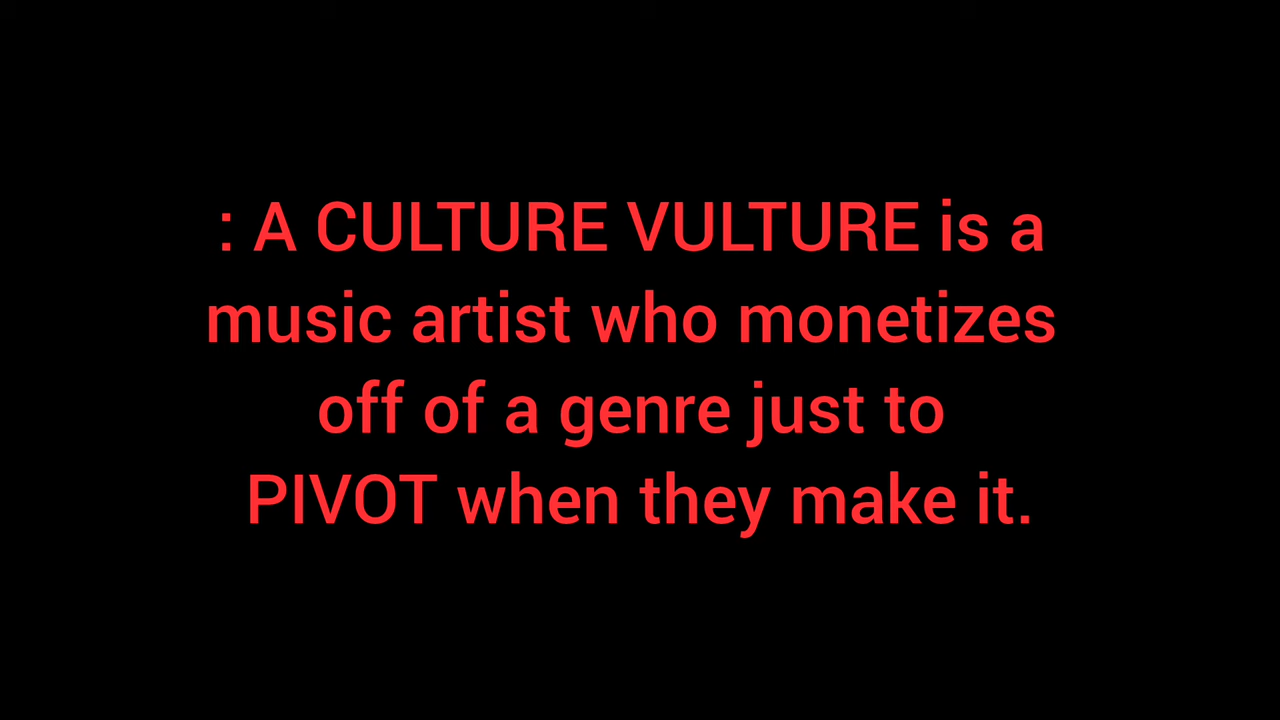 : A CULTURE VULTURE is a
music artist who monetizes
off of a genre just to
PIVOT when they make it.